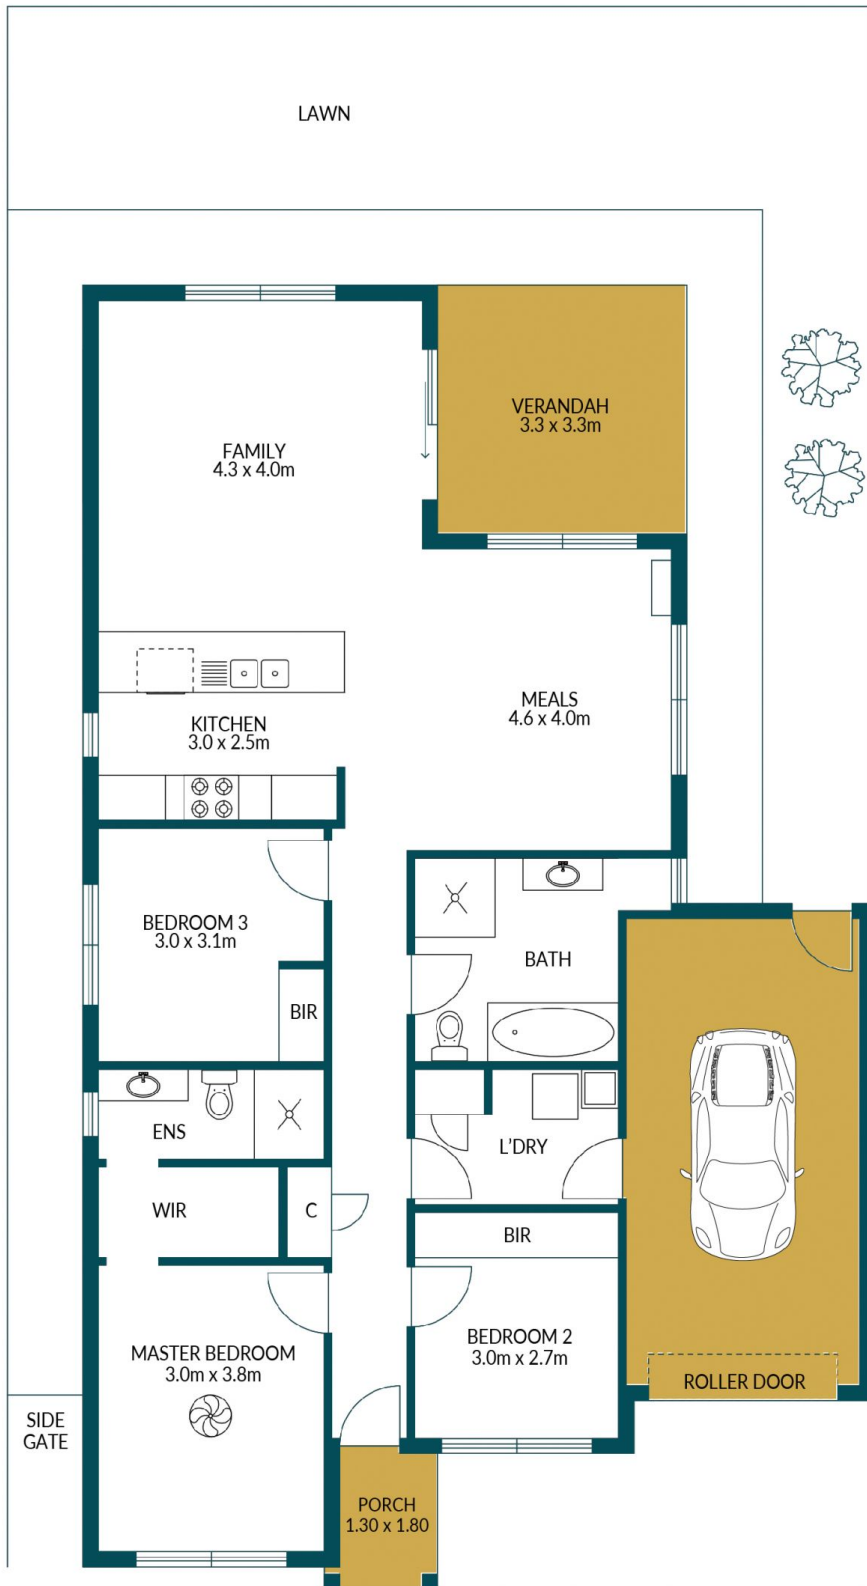 LAWN
VERANDAH
3.3 x 3.3m
FAMILY
4.3 x 4.0m
MEALS
4.6 x 4.0m
KITCHEN
3.0 x 2.5m
BEDROOM 3
3.0 x 3.1m
BIR
BATH
ENS
L'DRY
WIR
C
BIR
MASTER BEDROOM
3.0m x 3.8m
BEDROOM 2
3.0m x 2.7m
ROLLER DOOR
SIDE
GATE
PORCH
1.30 x 1.80